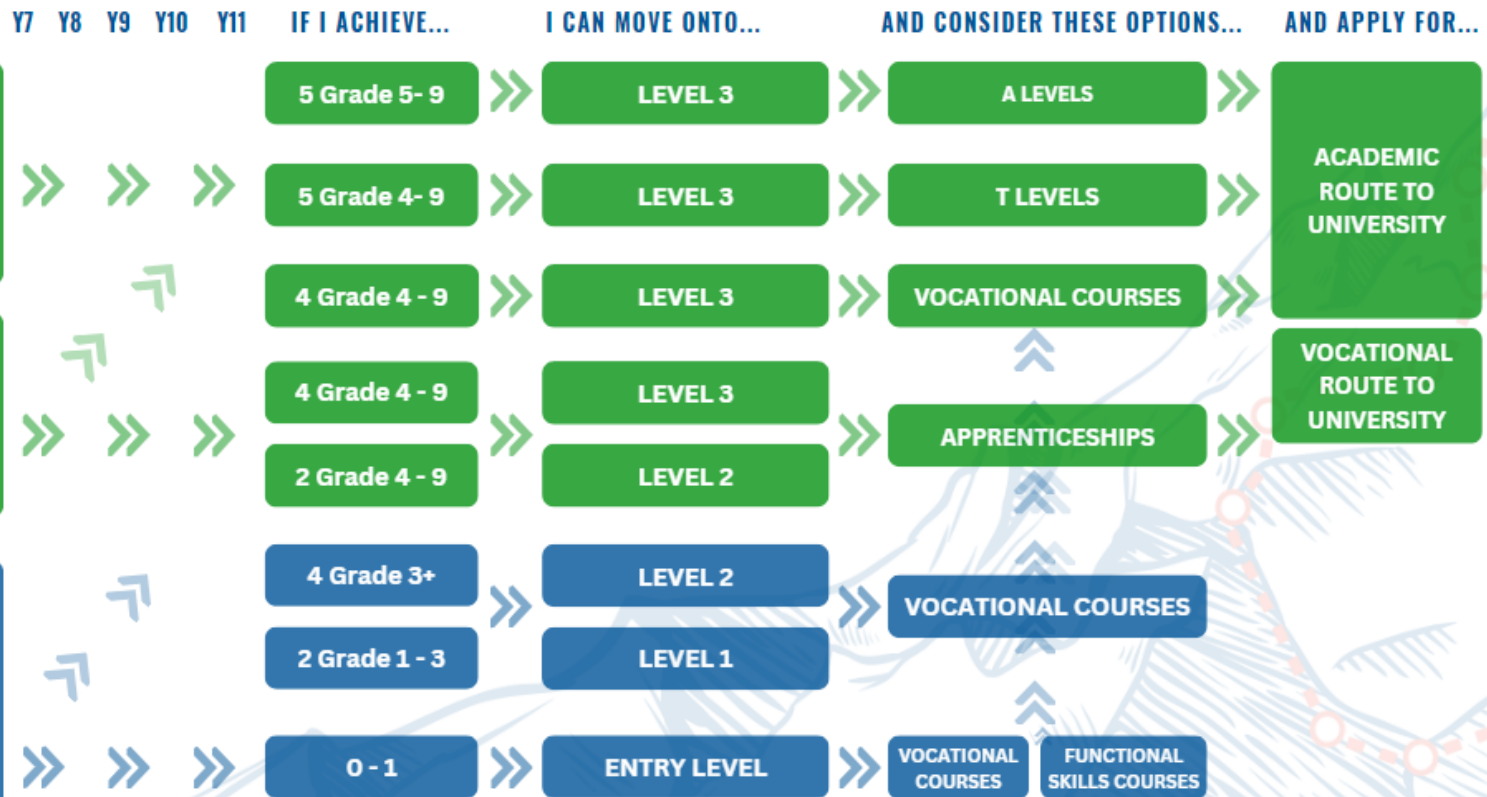 Y7 Y8 Y9 Y10 Y11 IF I ACHIEVE... I CAN MOVE ONTO... AND CONSIDER THESE OPTIONS... AND APPLY FOR...
5 Grade 5- 9
LEVEL 3
A LEVELS
5 Grade 4- 9
LEVEL 3
T LEVELS
4 Grade 4 - 9
LEVEL 3
VOCATIONAL COURSES
ACADEMIC
ROUTE TO
UNIVERSITY
4 Grade 4 - 9
LEVEL 3
2 Grade 4 - 9
LEVEL 2
APPRENTICESHIPS
VOCATIONAL
ROUTE TO
UNIVERSITY
4 Grade 3+
LEVEL 2
2 Grade 1 - 3
LEVEL 1
VOCATIONAL COURSES
0 - 1
ENTRY LEVEL
VOCATIONAL
COURSES
FUNCTIONAL
SKILLS COURSES